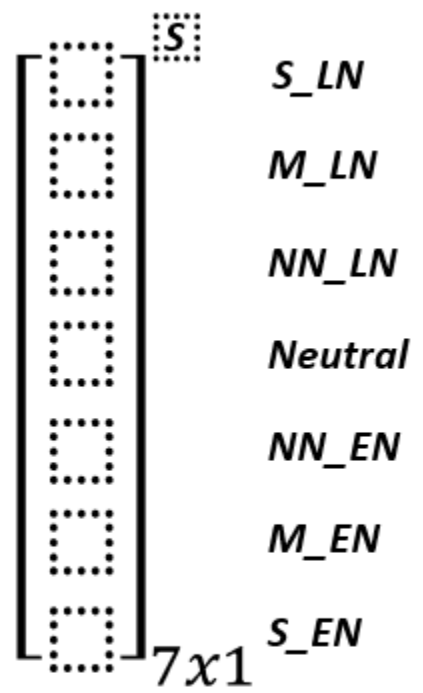 S
S_LN
M_LN
NN_LN
Neutral
NN_EN
M_EN
S_EN
7x1